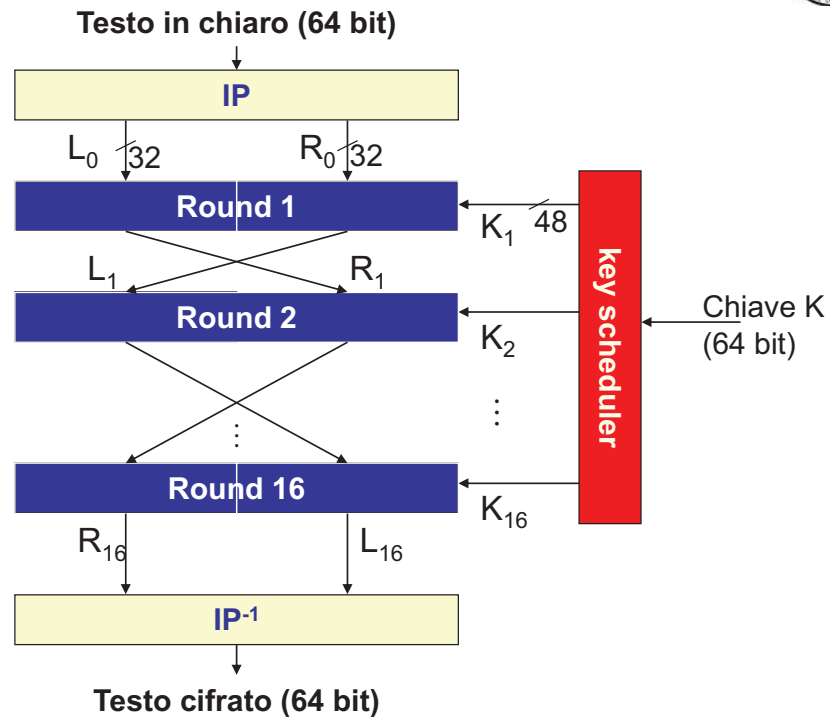 Testo in chiaro (64 bit)
IP
L₀ 32 R₀ 32
Round 1
K₁ 48
L₁ R₁
Round 2
K₂
Chiave K
(64 bit)
key scheduler
⋮
⋮
Round 16
K₁₆
R₁₆ L₁₆
IP⁻¹
Testo cifrato (64 bit)